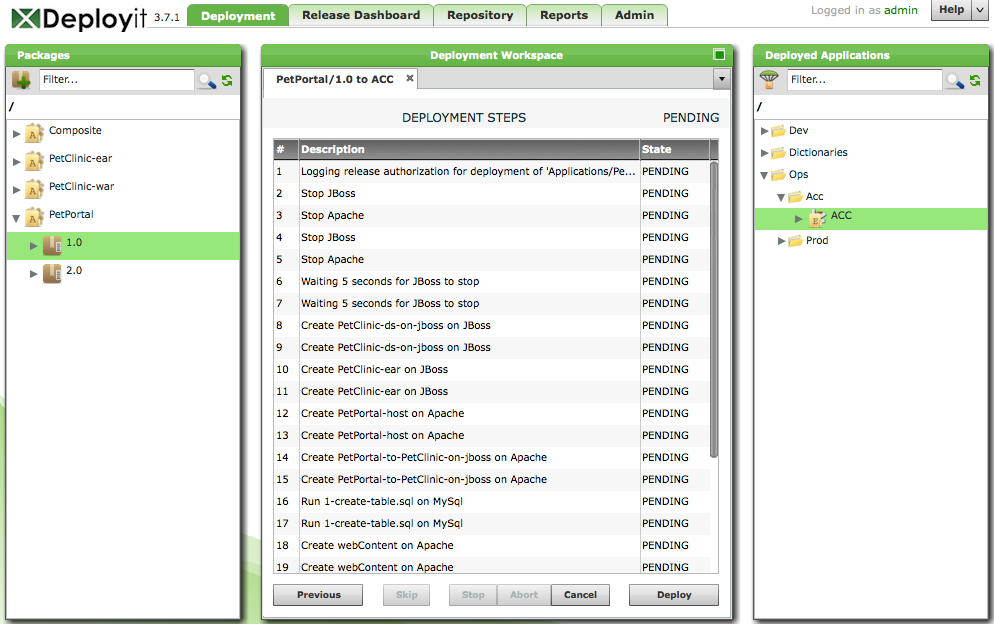 Deployit 3.7.1
Deployment Release Dashboard Repository Reports Admin
Logged in as admin Help
Packages
Filter...
/
Composite
PetClinic-ear
PetClinic-war
PetPortal
1.0
2.0
Deployment Workspace
PetPortal/1.0 to ACC
DEPLOYMENT STEPS PENDING
# Description State
1 Logging release authorization for deployment of 'Applications/Pe... PENDING
2 Stop JBoss PENDING
3 Stop Apache PENDING
4 Stop JBoss PENDING
5 Stop Apache PENDING
6 Waiting 5 seconds for JBoss to stop PENDING
7 Waiting 5 seconds for JBoss to stop PENDING
8 Create PetClinic-ds-on-jboss on JBoss PENDING
9 Create PetClinic-ds-on-jboss on JBoss PENDING
10 Create PetClinic-ear on JBoss PENDING
11 Create PetClinic-ear on JBoss PENDING
12 Create PetPortal-host on Apache PENDING
13 Create PetPortal-host on Apache PENDING
14 Create PetPortal-to-PetClinic-on-jboss on Apache PENDING
15 Create PetPortal-to-PetClinic-on-jboss on Apache PENDING
16 Run 1-create-table.sql on MySql PENDING
17 Run 1-create-table.sql on MySql PENDING
18 Create webContent on Apache PENDING
19 Create webContent on Apache PENDING
Previous Skip Stop Abort Cancel Deploy
Deployed Applications
Filter...
/
Dev
Dictionaries
Ops
Acc
ACC
Prod